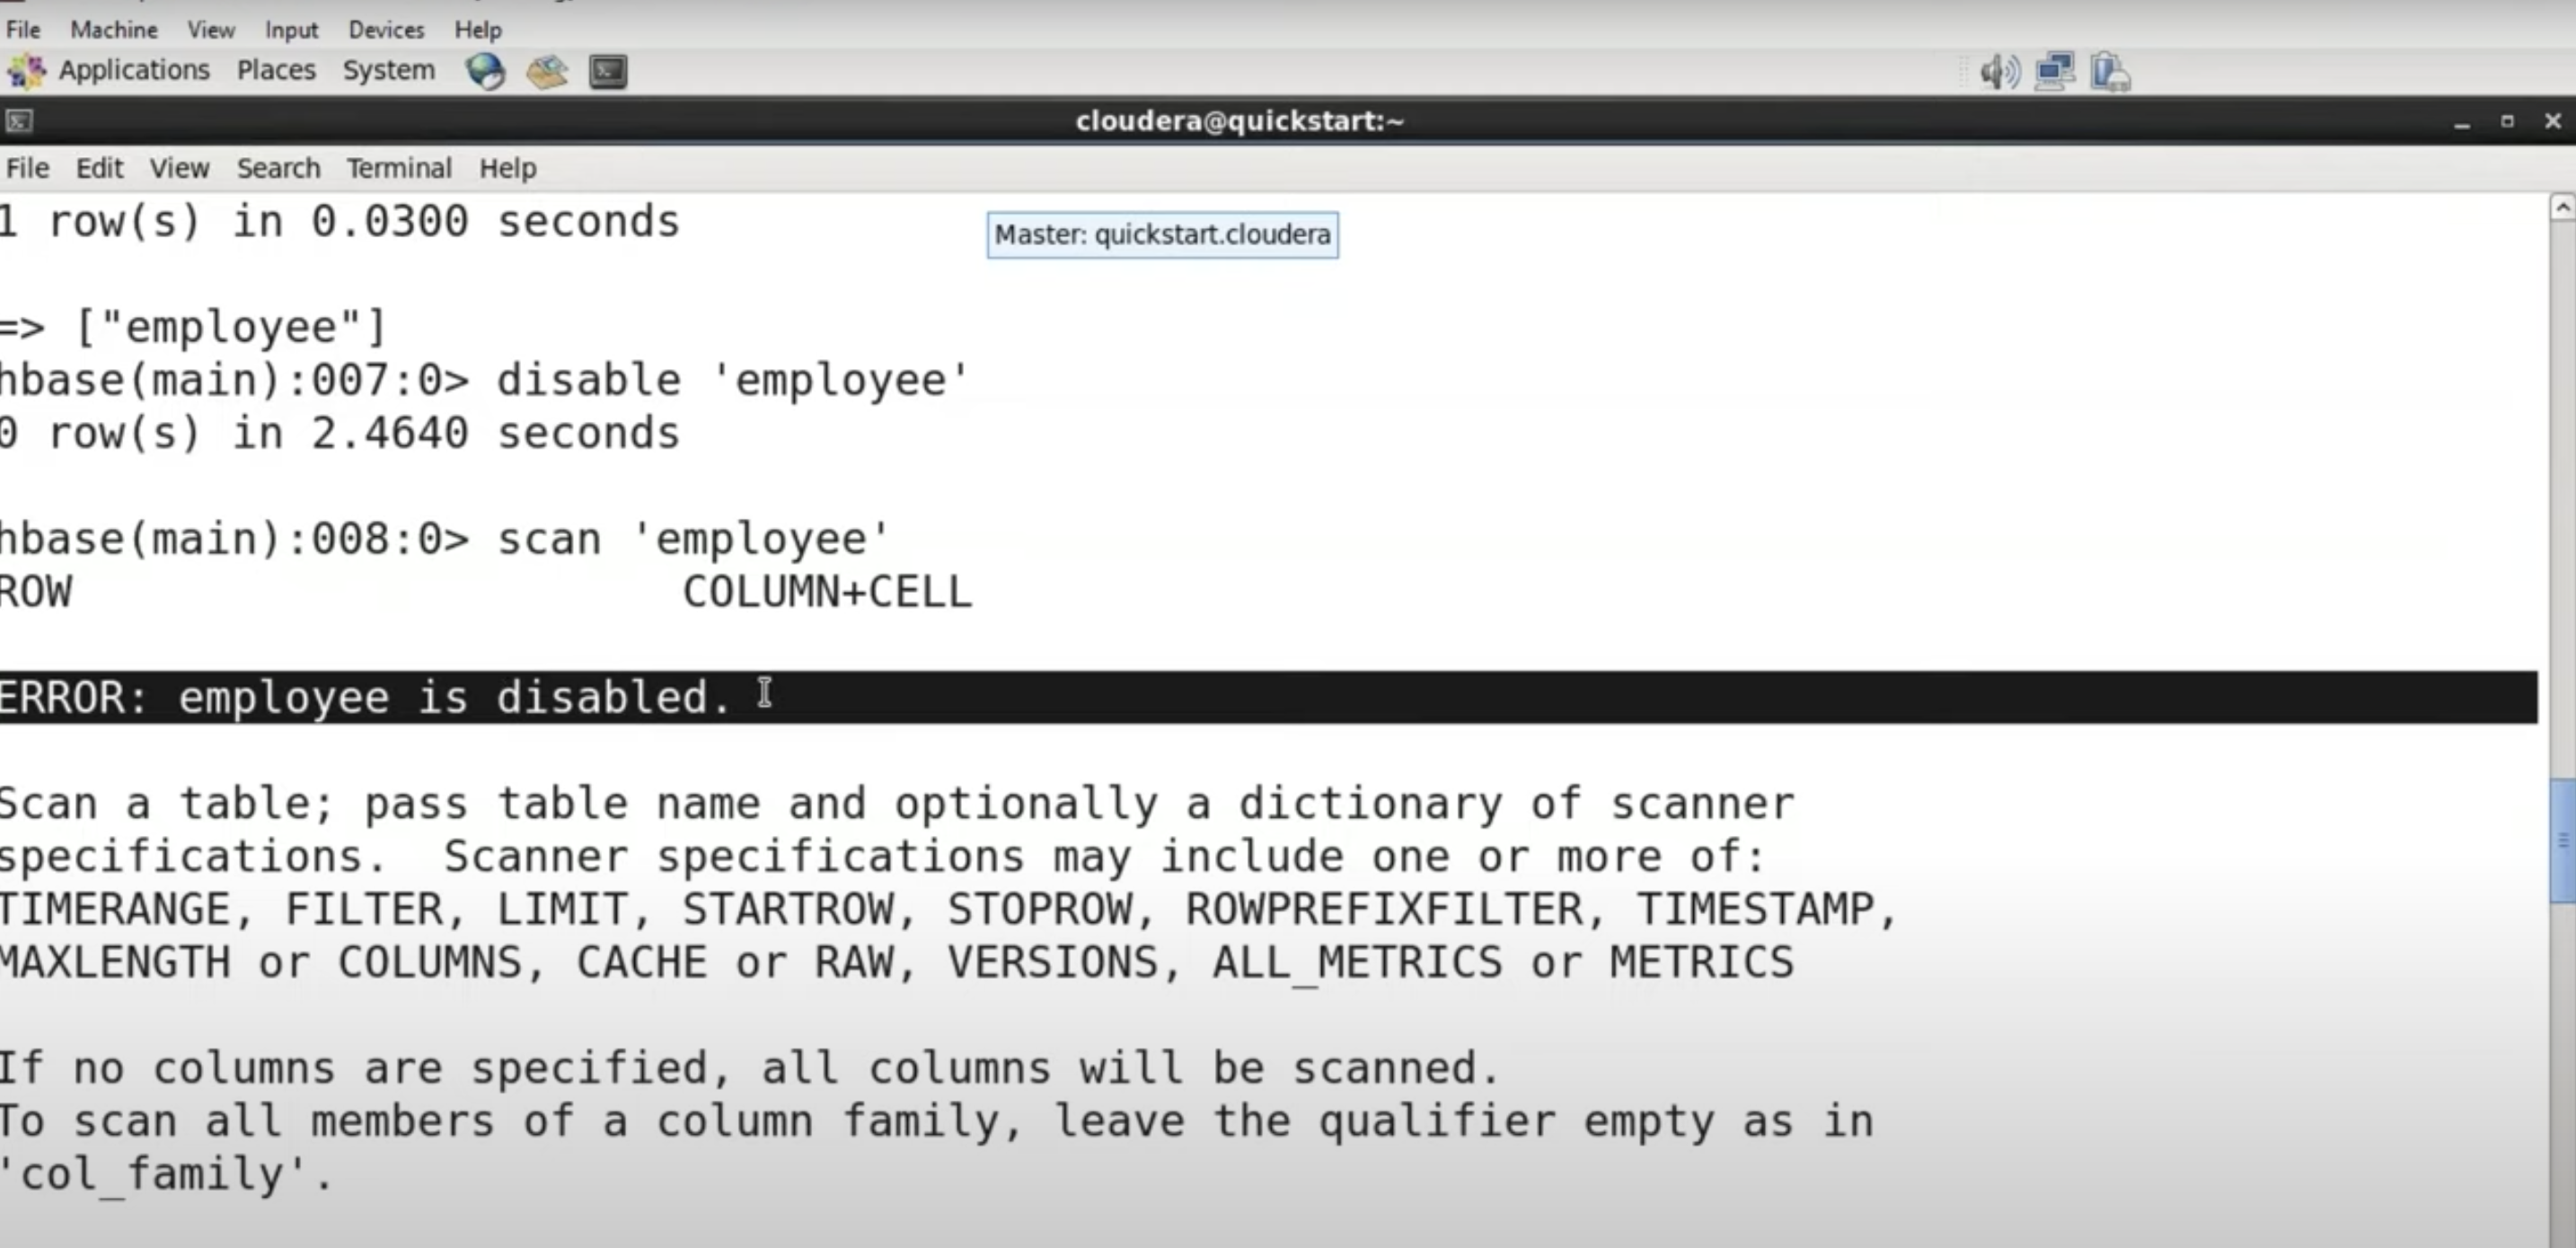 File Machine View Input Devices Help
Applications Places System
cloudera@quickstart:~
File Edit View Search Terminal Help
1 row(s) in 0.0300 seconds
Master: quickstart.cloudera
=> ["employee"]
hbase(main):007:0> disable 'employee'
0 row(s) in 2.4640 seconds
hbase(main):008:0> scan 'employee'
ROW COLUMN+CELL
ERROR: employee is disabled.
Scan a table; pass table name and optionally a dictionary of scanner
specifications.  Scanner specifications may include one or more of:
TIMERANGE, FILTER, LIMIT, STARTROW, STOPROW, ROWPREFIXFILTER, TIMESTAMP,
MAXLENGTH or COLUMNS, CACHE or RAW, VERSIONS, ALL_METRICS or METRICS
If no columns are specified, all columns will be scanned.
To scan all members of a column family, leave the qualifier empty as in
'col_family'.